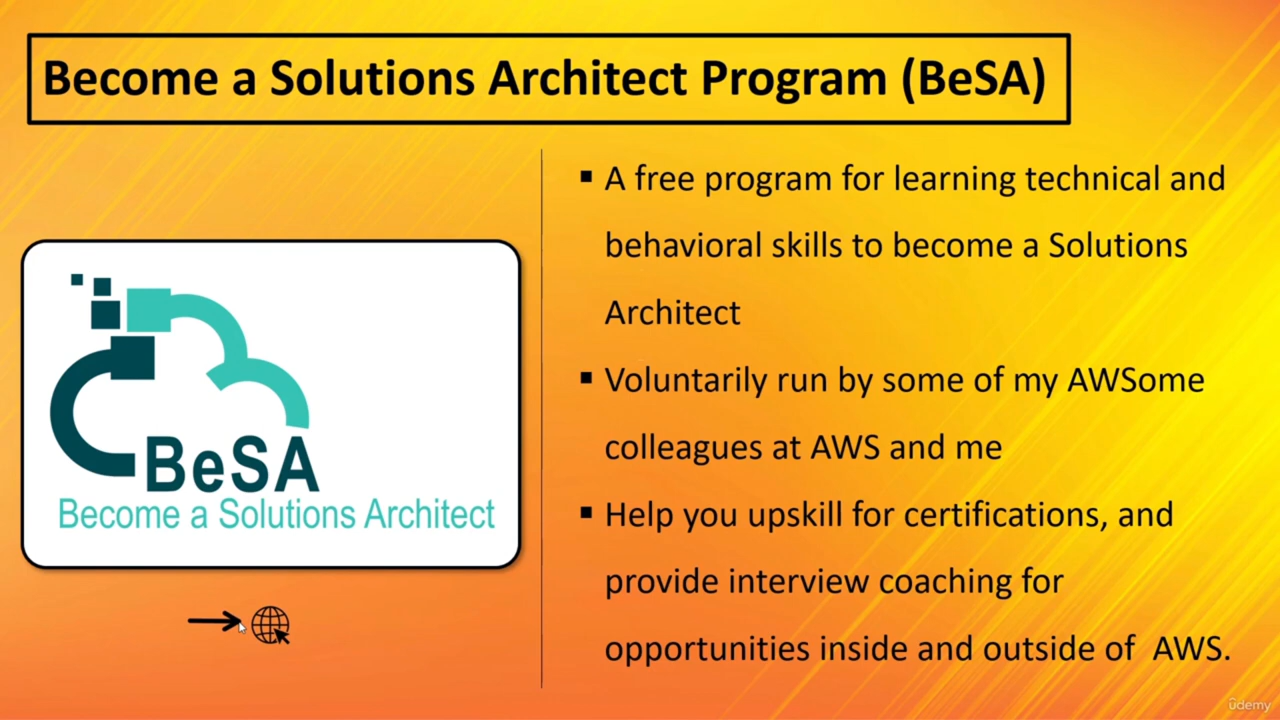 Become a Solutions Architect Program (BeSA)
▪ A free program for learning technical and
behavioral skills to become a Solutions
Architect
▪ Voluntarily run by some of my AWSome
colleagues at AWS and me
▪ Help you upskill for certifications, and
provide interview coaching for
opportunities inside and outside of  AWS.
BeSA
Become a Solutions Architect
ûdemy